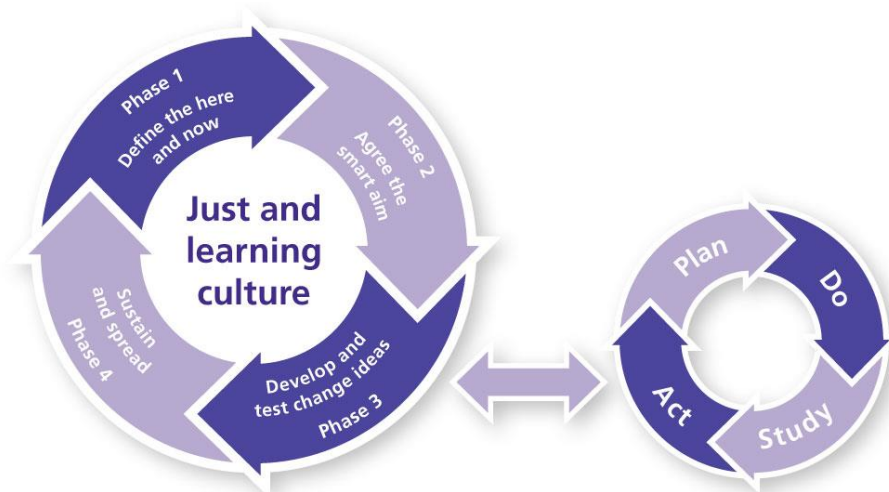 Phase 1
Define the here
and now
Phase 2
Agree the
smart aim
Just and
learning
culture
Develop and
test change ideas
Phase 3
Sustain
and spread
Phase 4
Plan
Do
Study
Act